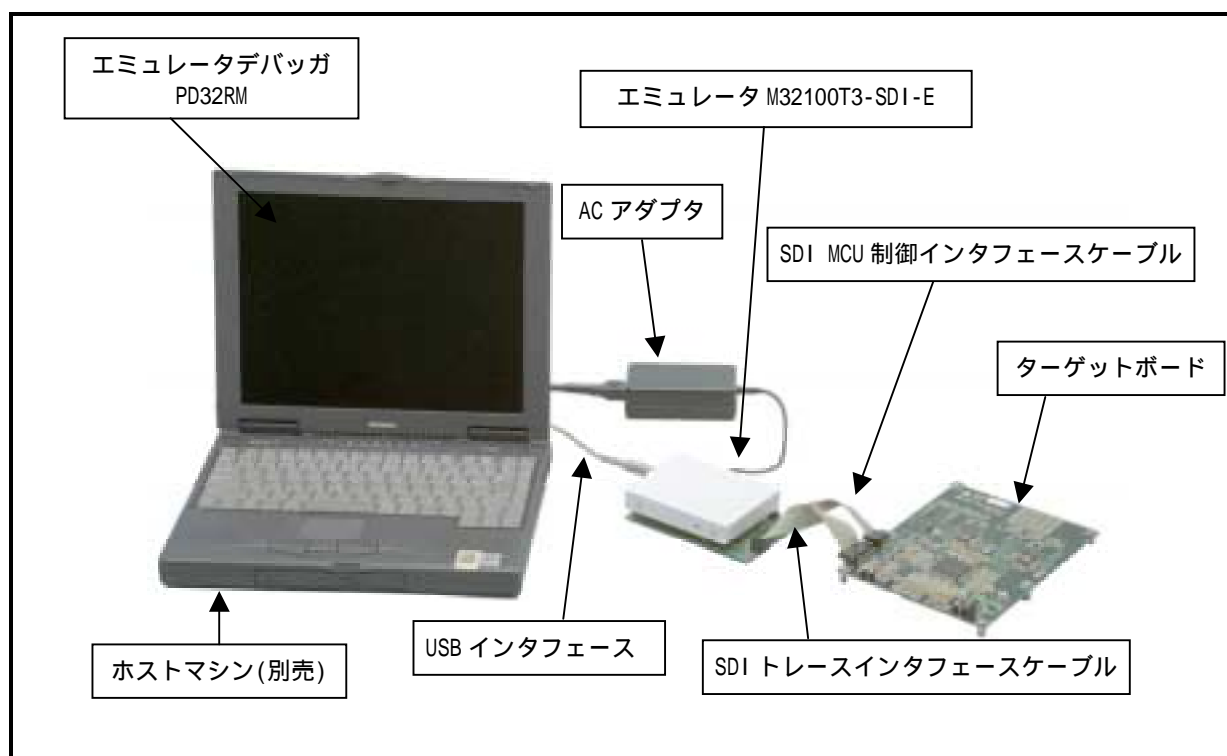 エミュレータデバッガ
PD32RM
エミュレータ M32100T3-SDI-E
AC アダプタ
SDI MCU 制御インタフェースケーブル
ターゲットボード
USB インタフェース
SDI トレースインタフェースケーブル
ホストマシン(別売)